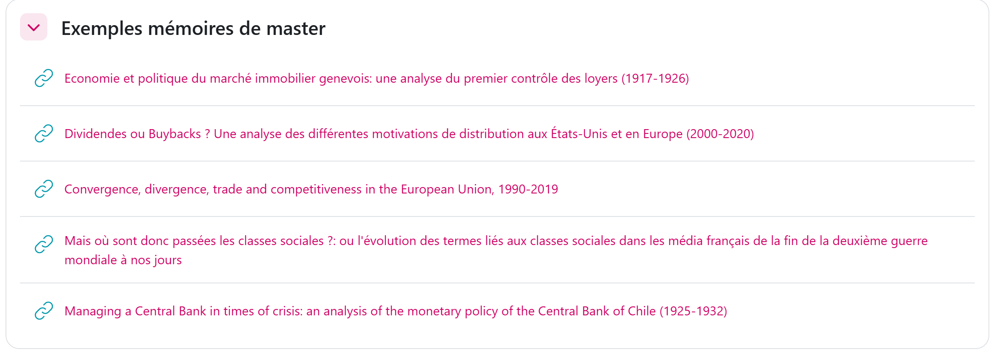 Exemples mémoires de master
Economie et politique du marché immobilier genevois: une analyse du premier contrôle des loyers (1917-1926)
Dividendes ou Buybacks ? Une analyse des différentes motivations de distribution aux États-Unis et en Europe (2000-2020)
Convergence, divergence, trade and competitiveness in the European Union, 1990-2019
Mais où sont donc passées les classes sociales ?: ou l'évolution des termes liés aux classes sociales dans les média français de la fin de la deuxième guerre
mondiale à nos jours
Managing a Central Bank in times of crisis: an analysis of the monetary policy of the Central Bank of Chile (1925-1932)